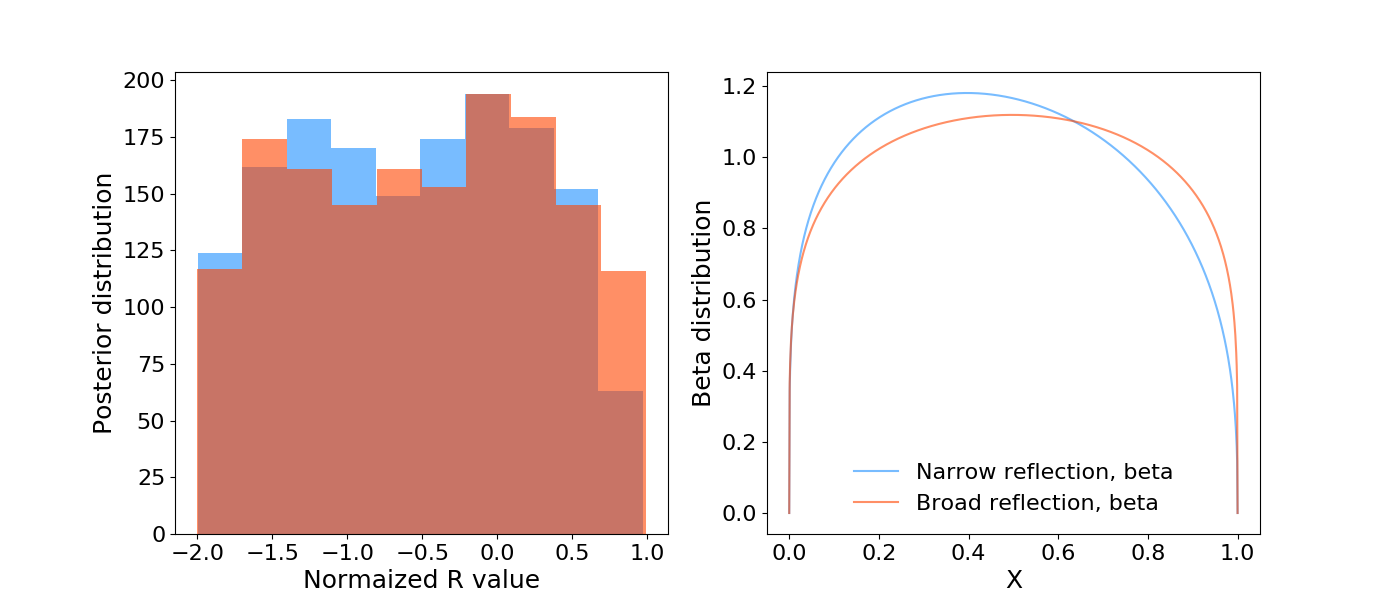 200
175
150
125
100
75
50
25
0
Posterior distribution
−2.0 −1.5 −1.0 −0.5 0.0 0.5 1.0
Normaized R value
1.2
1.0
0.8
0.6
0.4
0.2
0.0
Beta distribution
Narrow reflection, beta
Broad reflection, beta
0.0 0.2 0.4 0.6 0.8 1.0
X